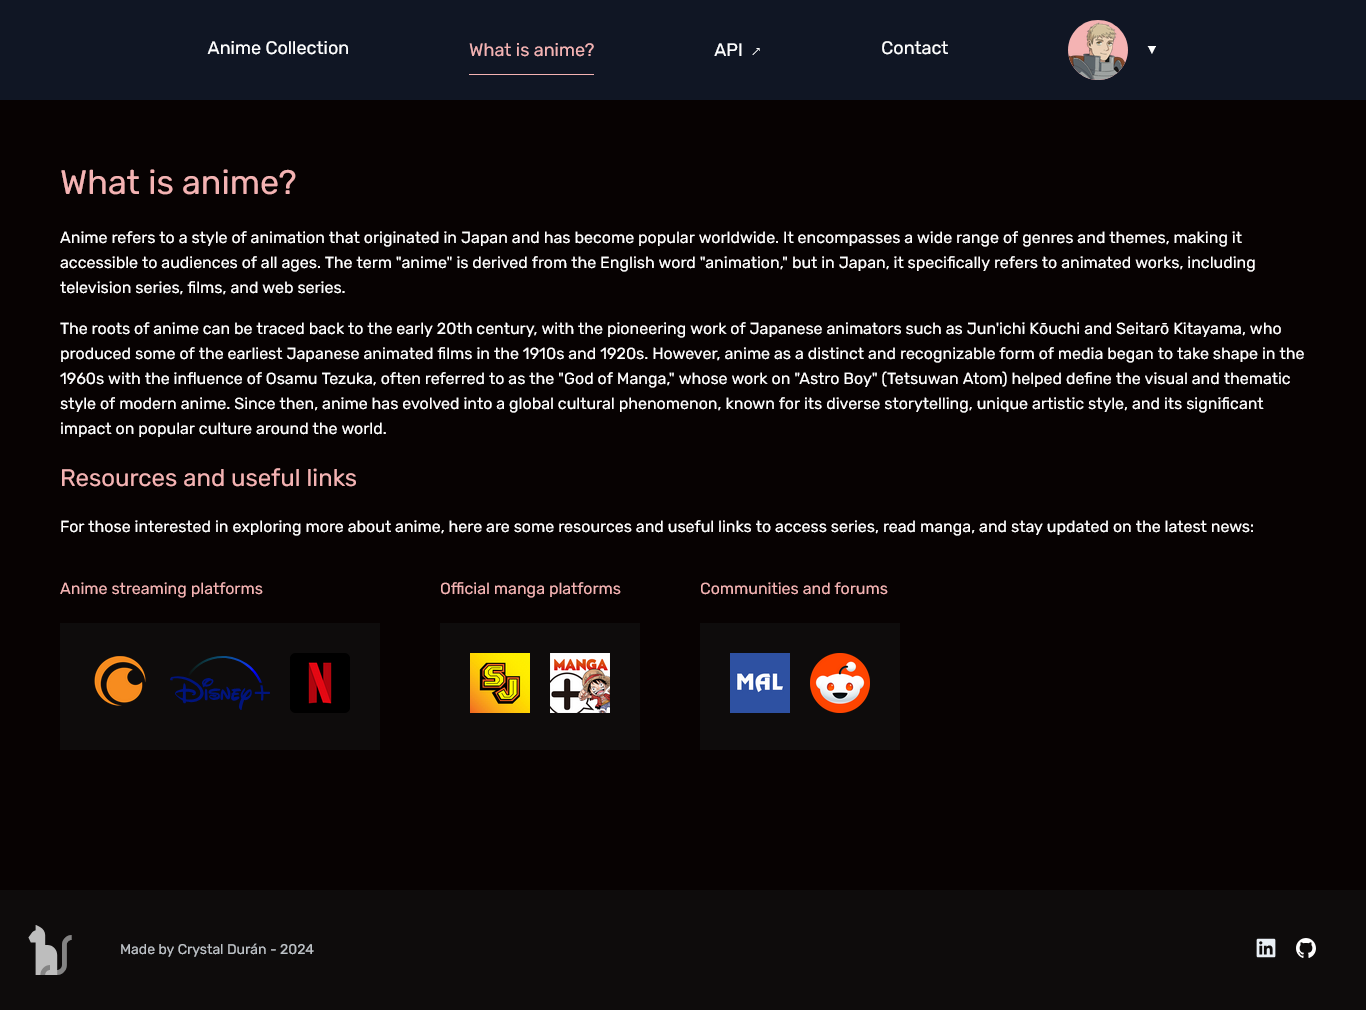 Anime Collection
What is anime?
API ↗
Contact
▼
What is anime?
Anime refers to a style of animation that originated in Japan and has become popular worldwide. It encompasses a wide range of genres and themes, making it
accessible to audiences of all ages. The term "anime" is derived from the English word "animation," but in Japan, it specifically refers to animated works, including
television series, films, and web series.
The roots of anime can be traced back to the early 20th century, with the pioneering work of Japanese animators such as Jun'ichi Kōuchi and Seitarō Kitayama, who
produced some of the earliest Japanese animated films in the 1910s and 1920s. However, anime as a distinct and recognizable form of media began to take shape in the
1960s with the influence of Osamu Tezuka, often referred to as the "God of Manga," whose work on "Astro Boy" (Tetsuwan Atom) helped define the visual and thematic
style of modern anime. Since then, anime has evolved into a global cultural phenomenon, known for its diverse storytelling, unique artistic style, and its significant
impact on popular culture around the world.
Resources and useful links
For those interested in exploring more about anime, here are some resources and useful links to access series, read manga, and stay updated on the latest news:
Anime streaming platforms
Official manga platforms
Communities and forums
Disney+
N
SJ
MANGA
+
MAL
Made by Crystal Durán - 2024
in